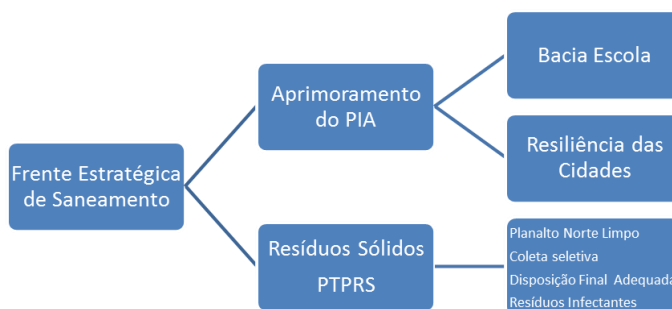 Frente Estratégica
de Saneamento
Aprimoramento
do PIA
Bacia Escola
Resiliência das
Cidades
Resíduos Sólidos
PTPRS
Planalto Norte Limpo
Coleta seletiva
Disposição Final Adequada
Resíduos Infectantes